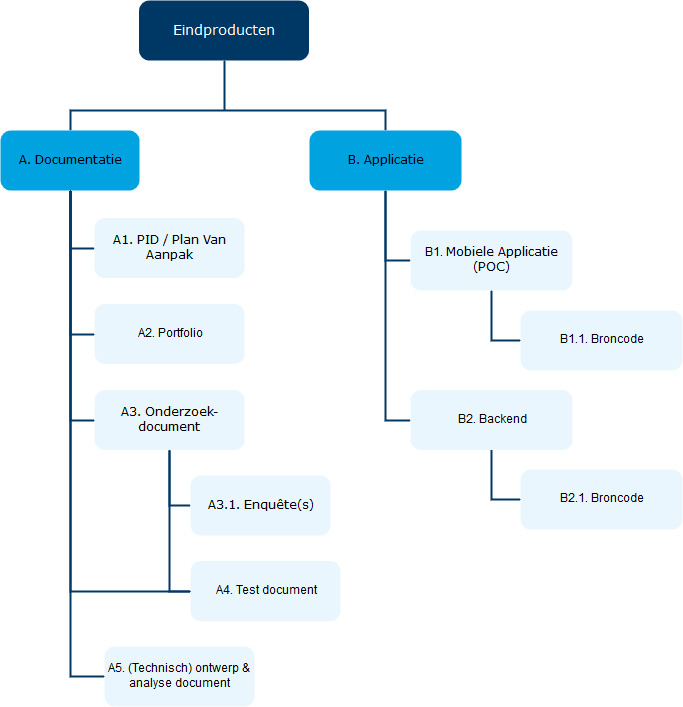 Eindproducten
A. Documentatie
B. Applicatie
A1. PID / Plan Van
Aanpak
B1. Mobiele Applicatie
(POC)
A2. Portfolio
B1.1. Broncode
A3. Onderzoek-
document
B2. Backend
A3.1. Enquête(s)
B2.1. Broncode
A4. Test document
A5. (Technisch) ontwerp &
analyse document